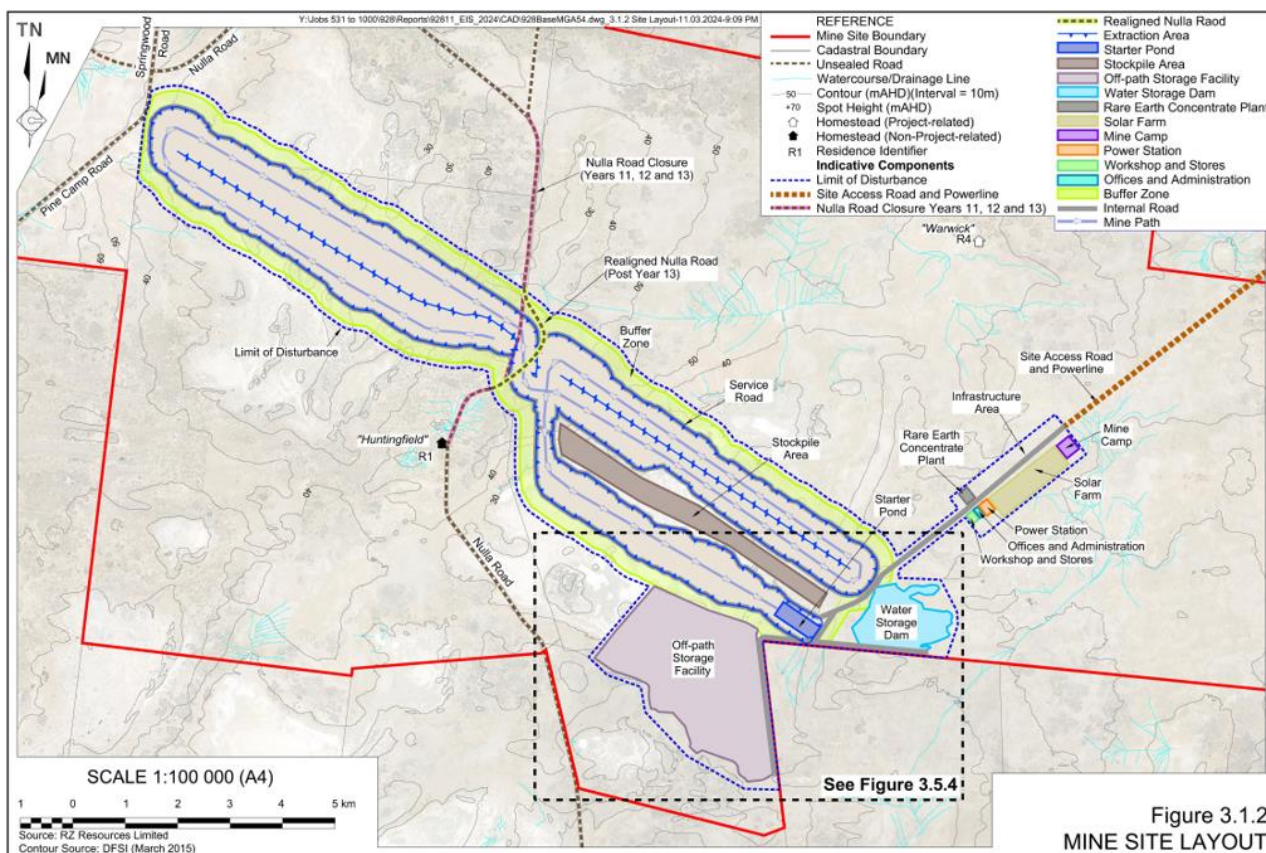 Y:\Jobs 531 to 1000\928\Reports\92811_EIS_2024\CAD\928BaseMGA54.dwg_3.1.2 Site Layout-11.03.2024-9:09 PM
TN
MN
REFERENCE
Mine Site Boundary
Cadastral Boundary
Unsealed Road
Watercourse/Drainage Line
50
Contour (mAHD)(Interval = 10m)
+70
Spot Height (mAHD)
Homestead (Project-related)
Homestead (Non-Project-related)
R1
Residence Identifier
Indicative Components
Limit of Disturbance
Site Access Road and Powerline
Nulla Road Closure Years 11, 12 and 13)
Realigned Nulla Raod
Extraction Area
Starter Pond
Stockpile Area
Off-path Storage Facility
Water Storage Dam
Rare Earth Concentrate Plant
Solar Farm
Mine Camp
Power Station
Workshop and Stores
Offices and Administration
Buffer Zone
Internal Road
Mine Path
Springwood
Road
Nulla Road
Pine Camp Road
Nulla Road Closure
(Years 11, 12 and 13)
"Warwick"
R4
Realigned Nulla Road
(Post Year 13)
Limit of Disturbance
Buffer
Zone
Service
Road
Site Access Road
and Powerline
Infrastructure
Area
"Huntingfield"
R1
Stockpile
Area
Rare Earth
Concentrate
Plant
Mine
Camp
Solar
Farm
Starter
Pond
Power Station
Offices and Administration
Workshop and Stores
Nulla Road
Water
Storage
Dam
Off-path
Storage
Facility
See Figure 3.5.4
SCALE 1:100 000 (A4)
1 0 1 2 3 4 5 km
Source: RZ Resources Limited
Contour Source: DFSI (March 2015)
Figure 3.1.2
MINE SITE LAYOUT